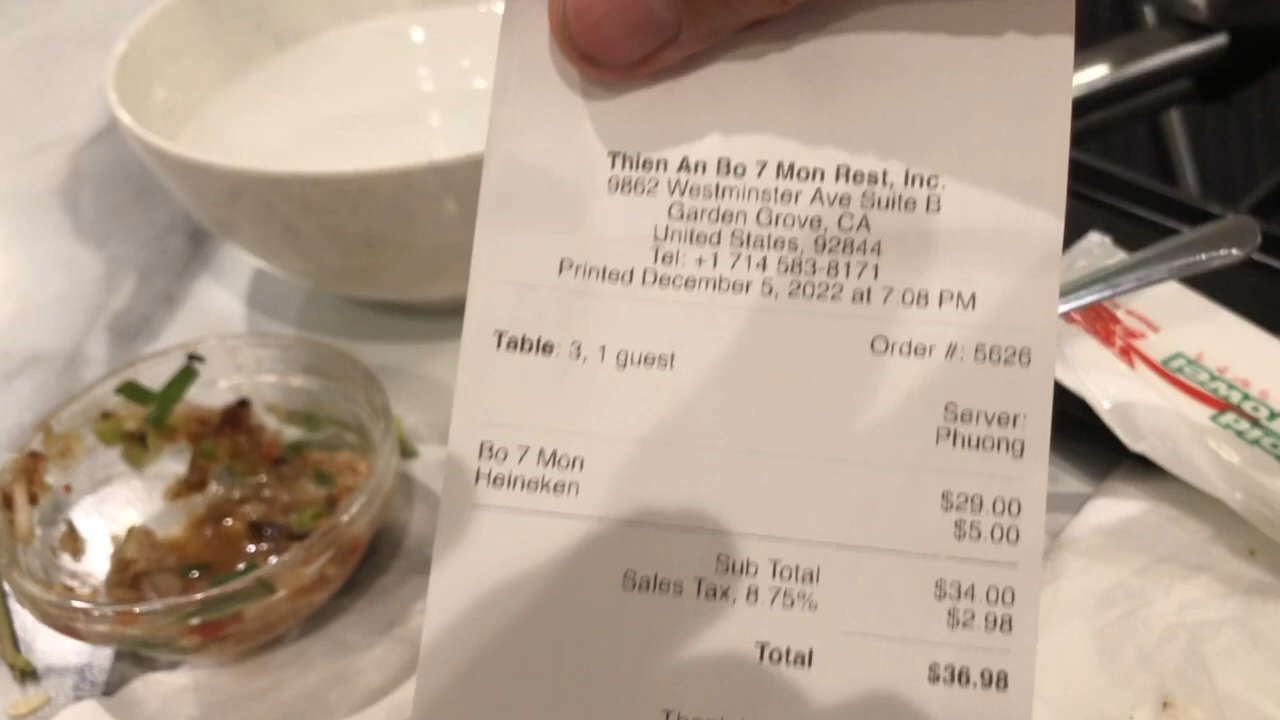 Thien An Bo 7 Mon Rest, Inc.
9862 Westminster Ave Suite B
Garden Grove, CA
United States, 92844
Tel: +1 714 583-8171
Printed December 5, 2022 at 7:08 PM
Table: 3, 1 guest Order #: 5626
Server:
Phuong
Bo 7 Mon $29.00
Heineken $5.00
Sub Total $34.00
Sales Tax, 8.75% $2.98
Total $36.98